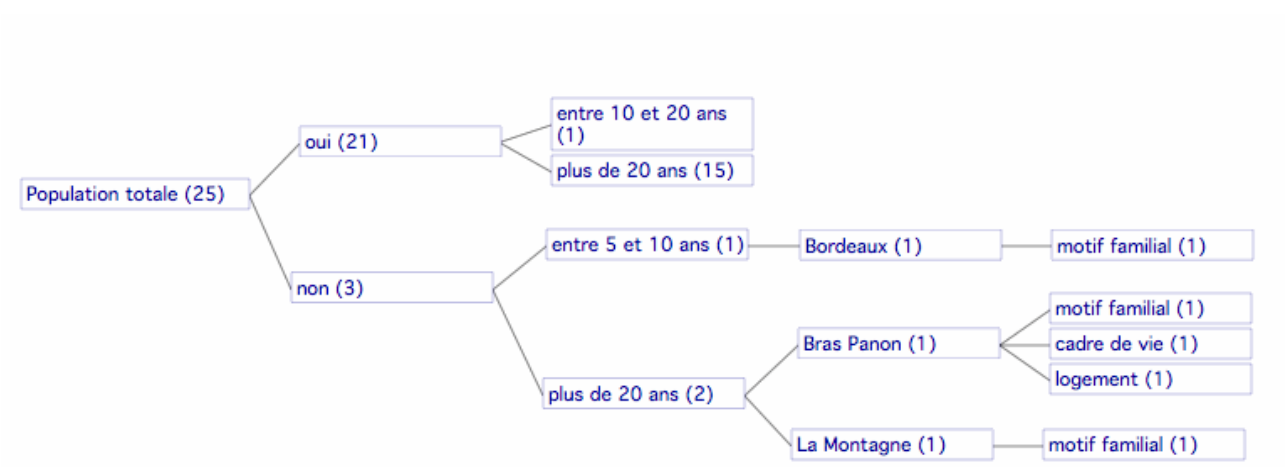 entre 10 et 20 ans
(1)
oui (21)
plus de 20 ans (15)
Population totale (25)
entre 5 et 10 ans (1)
Bordeaux (1)
motif familial (1)
non (3)
motif familial (1)
Bras Panon (1)
cadre de vie (1)
logement (1)
plus de 20 ans (2)
La Montagne (1)
motif familial (1)